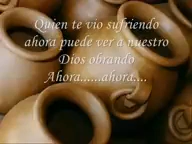 Quien te vio sufriendo
ahora puede ver a nuestro
Dios obrando
Ahora......ahora....